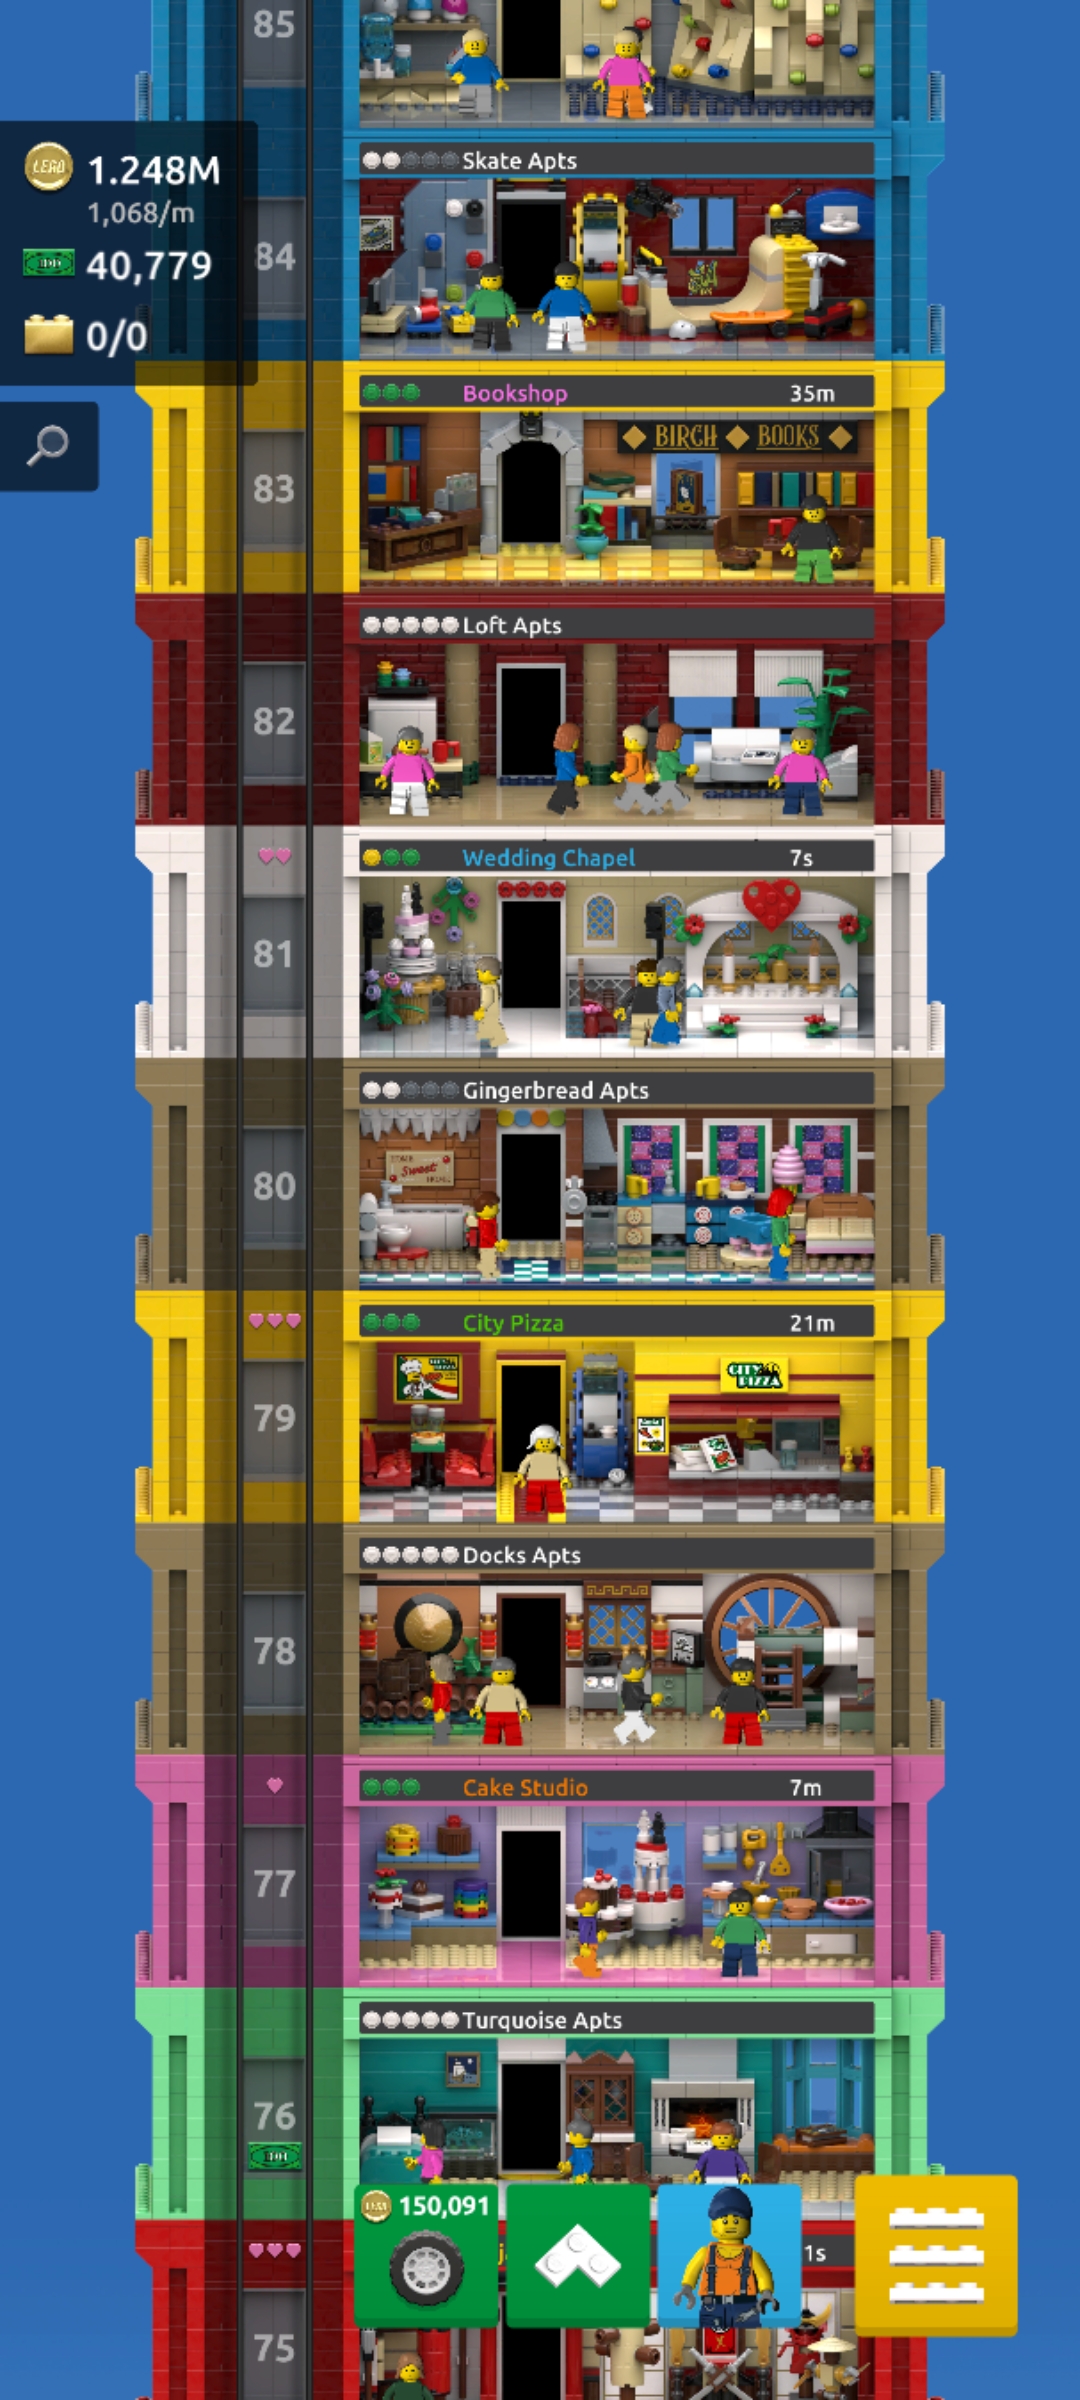 85
LEGO 1.248M
1,068/m
40,779
0/0
Skate Apts
84
Bookshop 35m
BIRCH BOOKS
83
Loft Apts
82
Wedding Chapel 7s
81
Gingerbread Apts
Sweet
80
City Pizza 21m
CITY PIZZA
79
Docks Apts
78
Cake Studio 7m
77
Turquoise Apts
76
150,091
1s
75